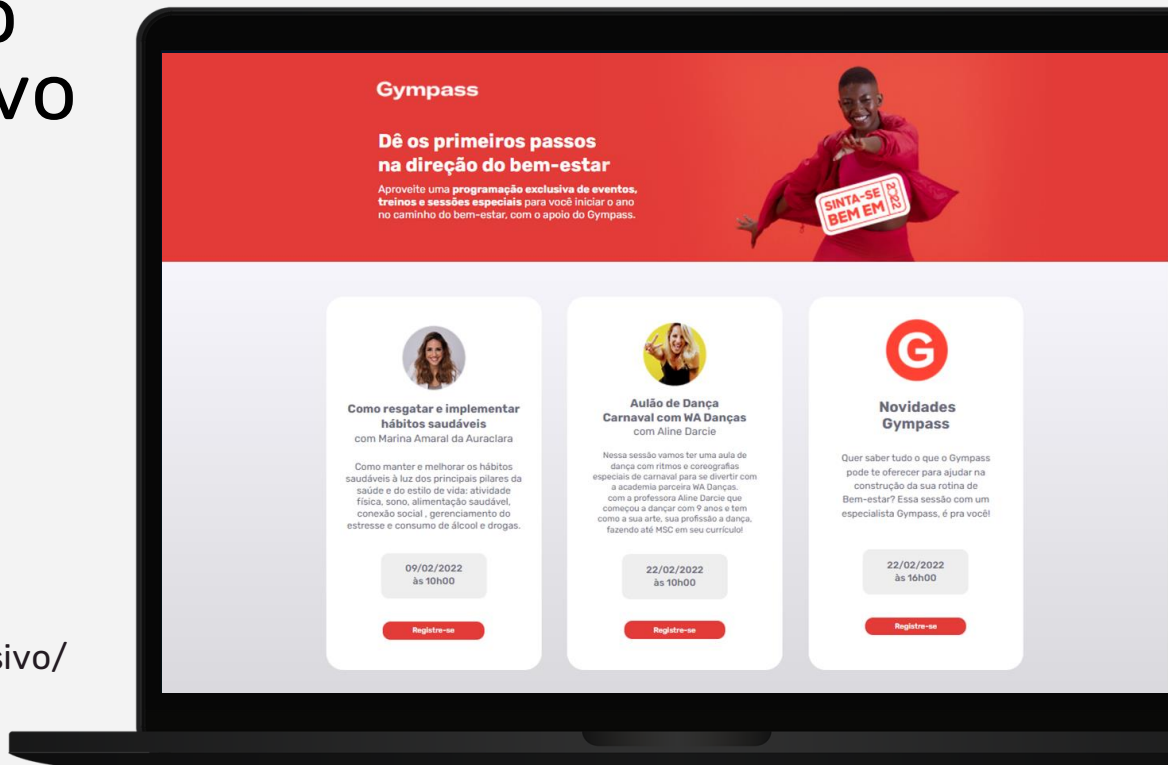 o
vo
sivo/
Gympass
Dê os primeiros passos
na direção do bem-estar
Aproveite uma programação exclusiva de eventos,
treinos e sessões especiais para você iniciar o ano
no caminho do bem-estar, com o apoio do Gympass.
SINTA-SE
BEM EM
2022
Como resgatar e implementar
hábitos saudáveis
com Marina Amaral da Auraclara
Como manter e melhorar os hábitos
saudáveis à luz dos principais pilares da
saúde e do estilo de vida: atividade
física, sono, alimentação saudável,
conexão social , gerenciamento do
estresse e consumo de álcool e drogas.
09/02/2022
às 10h00
Registre-se
Aulão de Dança
Carnaval com WA Danças
com Aline Darcie
Nessa sessão vamos ter uma aula de
dança com ritmos e coreografias
especiais de carnaval para se divertir com
a academia parceira WA Danças.
com a professora Aline Darcie que
começou a dançar com 9 anos e tem
como a sua arte, sua profissão a dança,
fazendo até MSC em seu currículo!
22/02/2022
às 10h00
Registre-se
G
Novidades
Gympass
Quer saber tudo o que o Gympass
pode te oferecer para ajudar na
construção da sua rotina de
Bem-estar? Essa sessão com um
especialista Gympass, é pra você!
22/02/2022
às 16h00
Registre-se